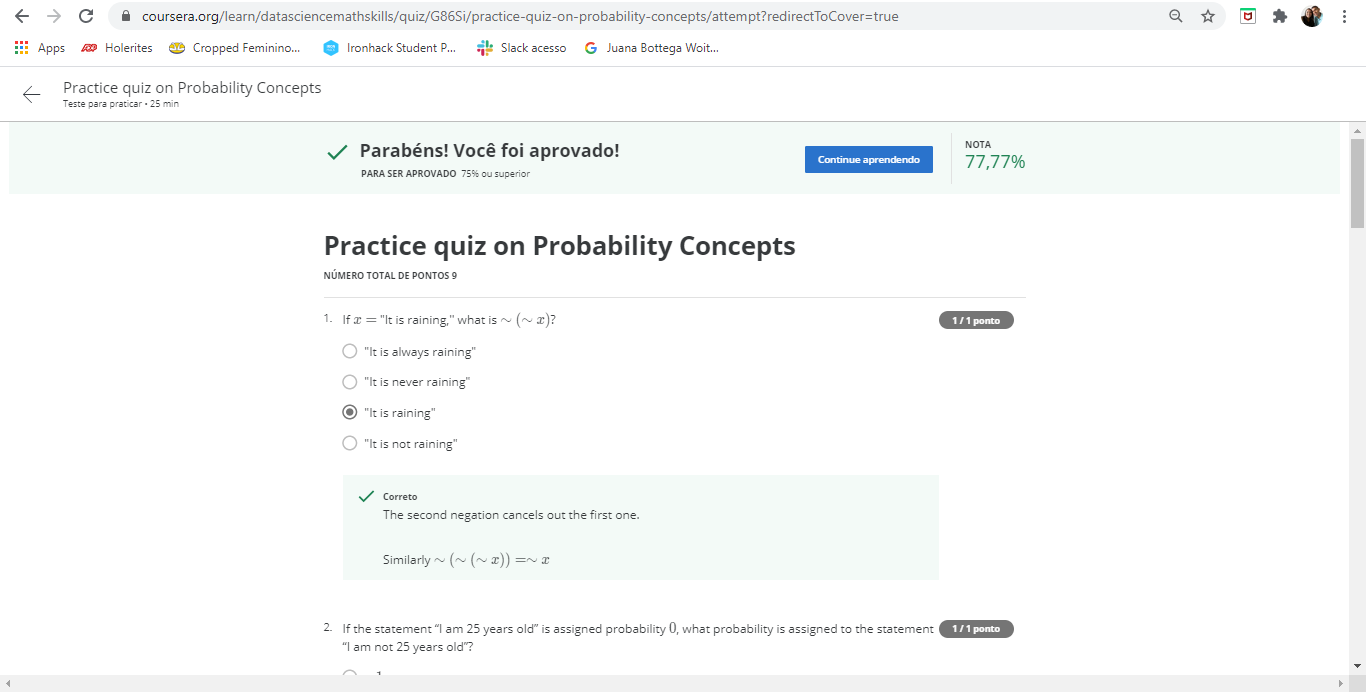 coursera.org/learn/datasciencemathskills/quiz/G86Si/practice-quiz-on-probability-concepts/attempt?redirectToCover=true
Apps Holerites Cropped Feminino... Ironhack Student P... Slack acesso Juana Bottega Woit...
Practice quiz on Probability Concepts
Teste para praticar • 25 min
Parabéns! Você foi aprovado!
PARA SER APROVADO 75% ou superior
Continue aprendendo
NOTA
77,77%
Practice quiz on Probability Concepts
NÚMERO TOTAL DE PONTOS 9
1. If x = "It is raining," what is ∼ (∼ x)?
1 / 1 ponto
"It is always raining"
"It is never raining"
"It is raining"
"It is not raining"
Correto
The second negation cancels out the first one.
Similarly ∼ (∼ (∼ x)) =∼ x
2. If the statement “I am 25 years old” is assigned probability 0, what probability is assigned to the statement
“I am not 25 years old”?
1 / 1 ponto